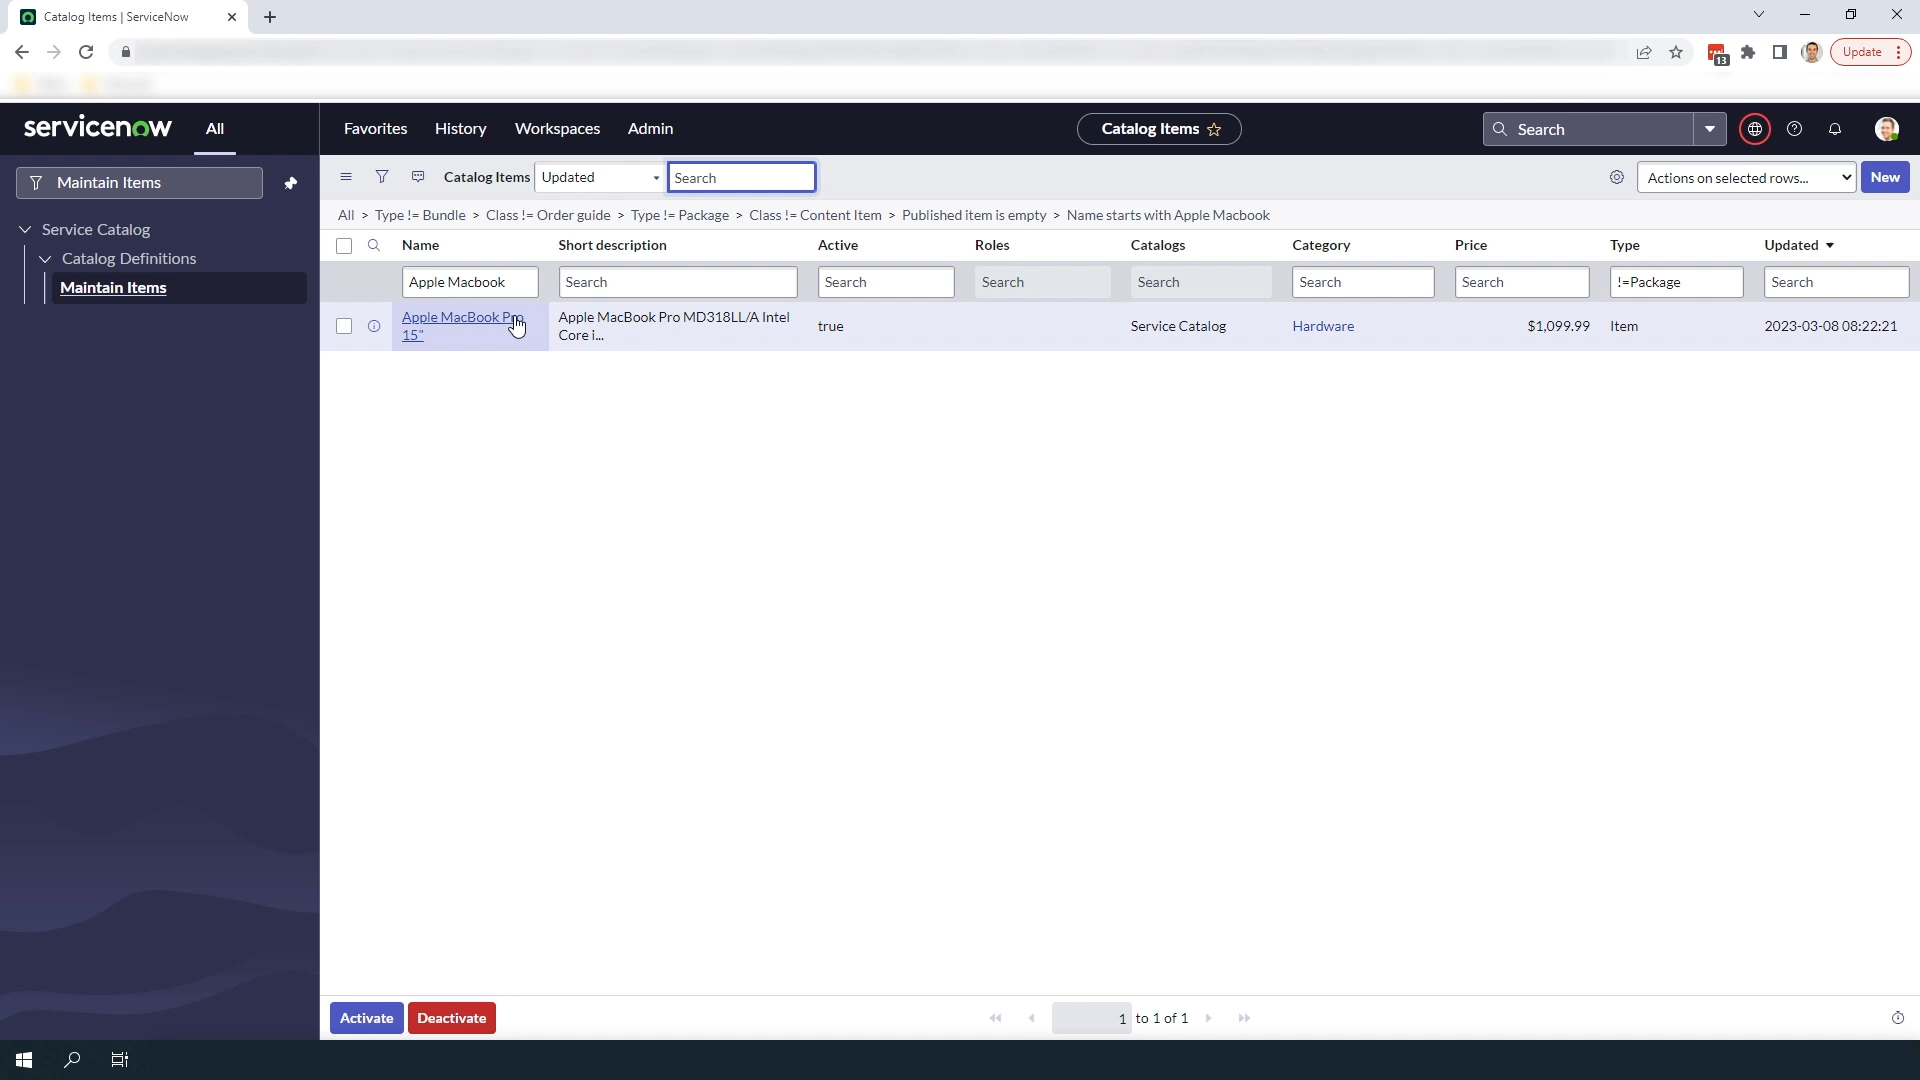 Catalog Items | ServiceNow
13
Update
servicenow
All
Favorites
History
Workspaces
Admin
Catalog Items
Search
Maintain Items
Catalog Items
Updated
Search
Actions on selected rows...
New
Service Catalog
Catalog Definitions
Maintain Items
All > Type != Bundle > Class != Order guide > Type != Package > Class != Content Item > Published item is empty > Name starts with Apple Macbook
Name Short description Active Roles Catalogs Category Price Type Updated
Apple Macbook Search Search Search Search Search Search !=Package Search
Apple MacBook Pro
15"
Apple MacBook Pro MD318LL/A Intel
Core i...
true
Service Catalog
Hardware
$1,099.99
Item
2023-03-08 08:22:21
Activate
Deactivate
1 to 1 of 1